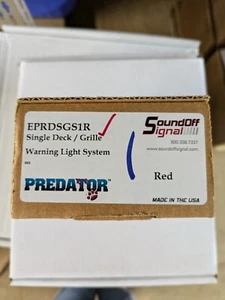 EPRDSGS1R
Single Deck / Grille
Warning Light System
PREDATOR
SoundOff
Signal
800.338.7337
www.soundoffsignal.com
Red
MADE IN THE USA